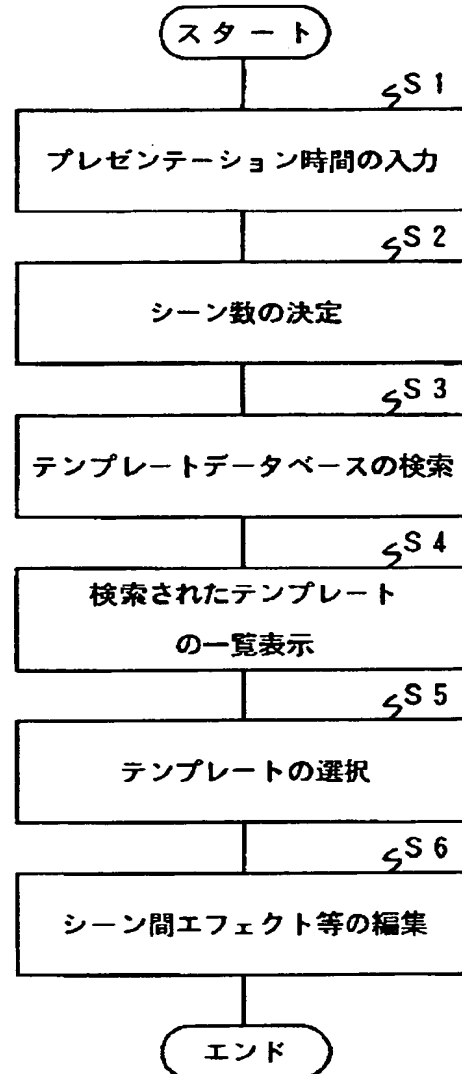 スタート
S1
プレゼンテーション時間の入力
S2
シーン数の決定
S3
テンプレートデータベースの検索
S4
検索されたテンプレート
の一覧表示
S5
テンプレートの選択
S6
シーン間エフェクト等の編集
エンド